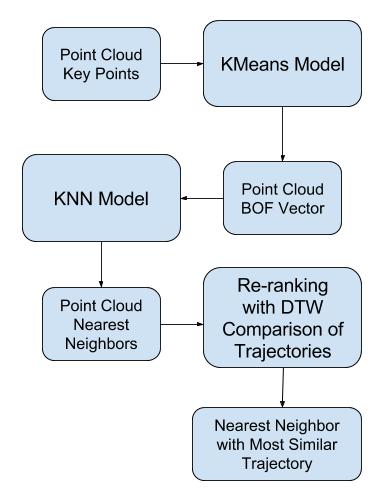 Point Cloud
Key Points
KMeans Model
KNN Model
Point Cloud
BOF Vector
Point Cloud
Nearest
Neighbors
Re-ranking
with DTW
Comparison of
Trajectories
Nearest Neighbor
with Most Similar
Trajectory